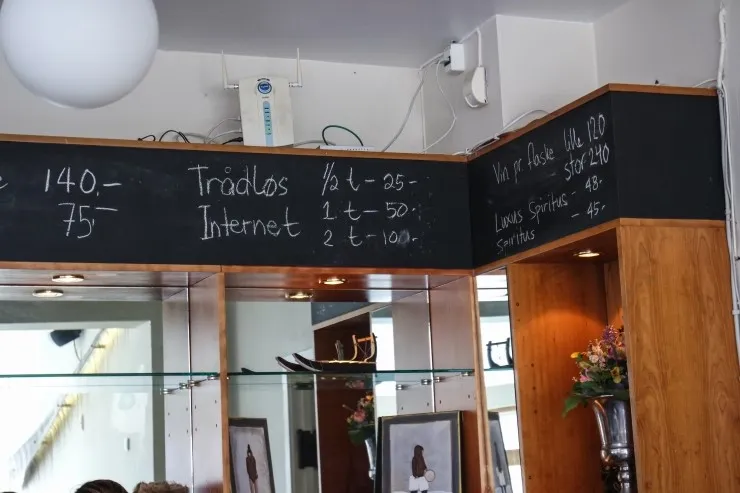 140,-
75,-
Trådløs ½ t - 25-
Internet 1 t - 50-
2 t - 100-
Vin pr. flaske lille 120
stor 240
Luxus Spiritus - 48-
Spiritus - 45-